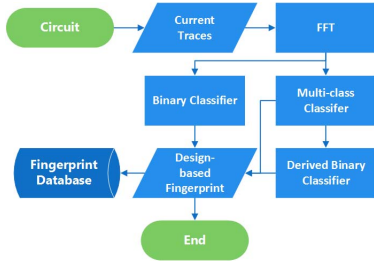 Circuit
Current
Traces
FFT
Binary Classifier
Multi-class
Classifer
Fingerprint
Database
Design-
based
Fingerprint
Derived Binary
Classifier
End